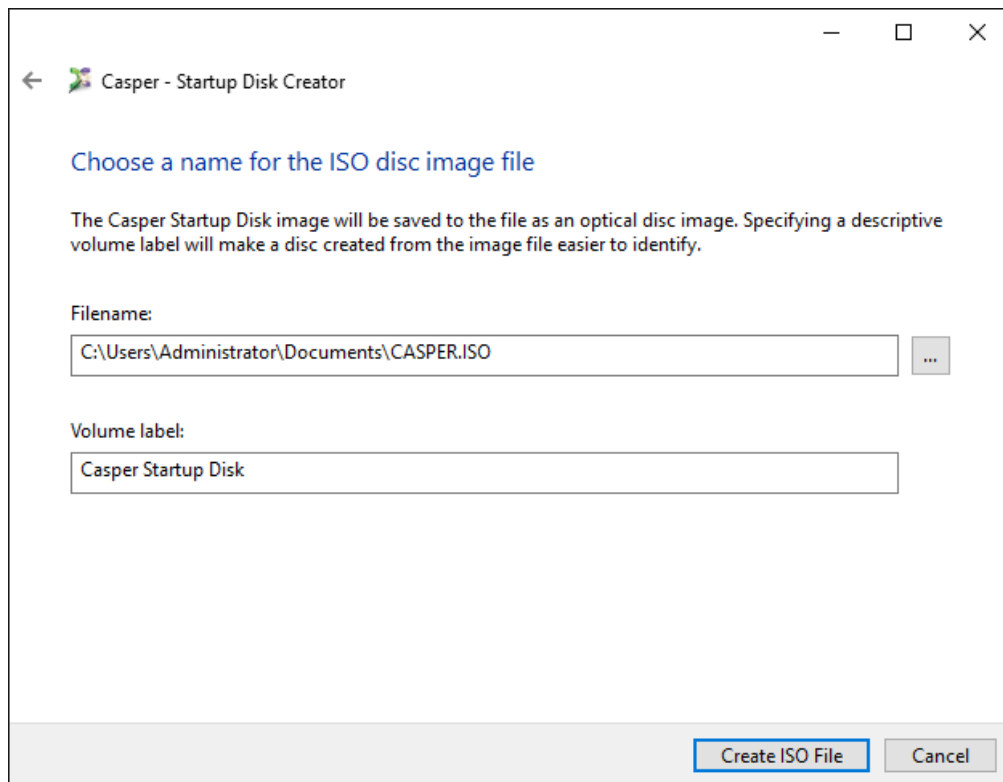 Casper - Startup Disk Creator
Choose a name for the ISO disc image file
The Casper Startup Disk image will be saved to the file as an optical disc image. Specifying a descriptive
volume label will make a disc created from the image file easier to identify.
Filename:
C:\Users\Administrator\Documents\CASPER.ISO
...
Volume label:
Casper Startup Disk
Create ISO File
Cancel